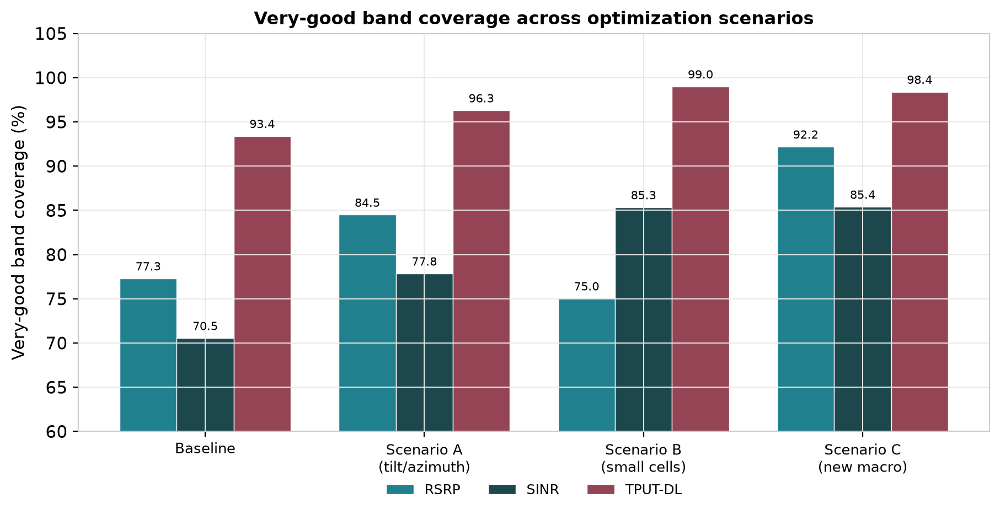 Very-good band coverage across optimization scenarios
Very-good band coverage (%)
105
100
95
90
85
80
75
70
65
60
77.3
70.5
93.4
84.5
77.8
96.3
75.0
85.3
99.0
92.2
85.4
98.4
Baseline
Scenario A
(tilt/azimuth)
Scenario B
(small cells)
Scenario C
(new macro)
RSRP
SINR
TPUT-DL